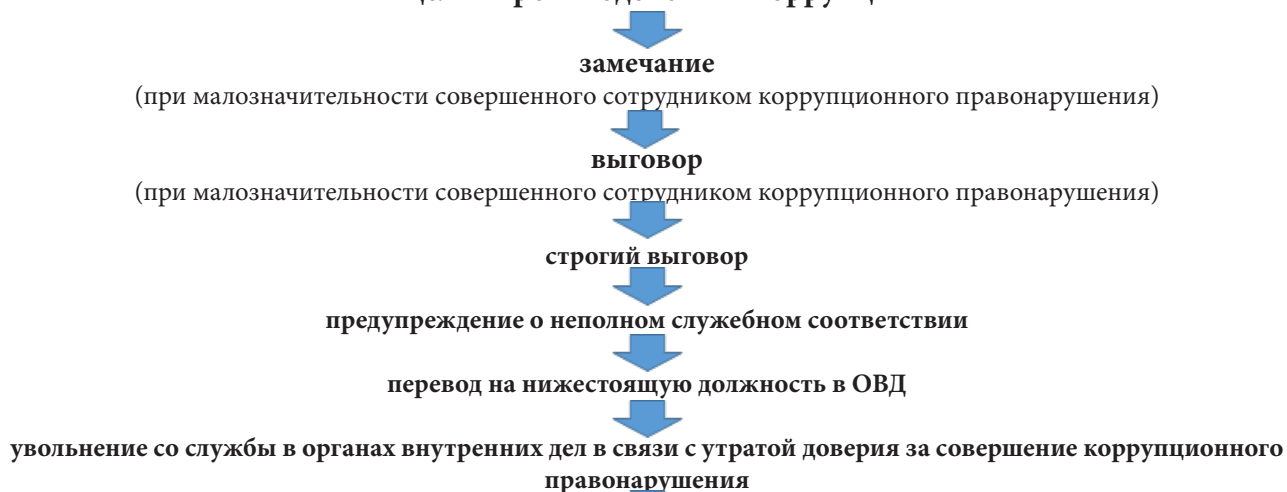 замечание
(при малозначительности совершенного сотрудником коррупционного правонарушения)
выговор
(при малозначительности совершенного сотрудником коррупционного правонарушения)
строгий выговор
предупреждение о неполном служебном соответствии
перевод на нижестоящую должность в ОВД
увольнение со службы в органах внутренних дел в связи с утратой доверия за совершение коррупционного
правонарушения